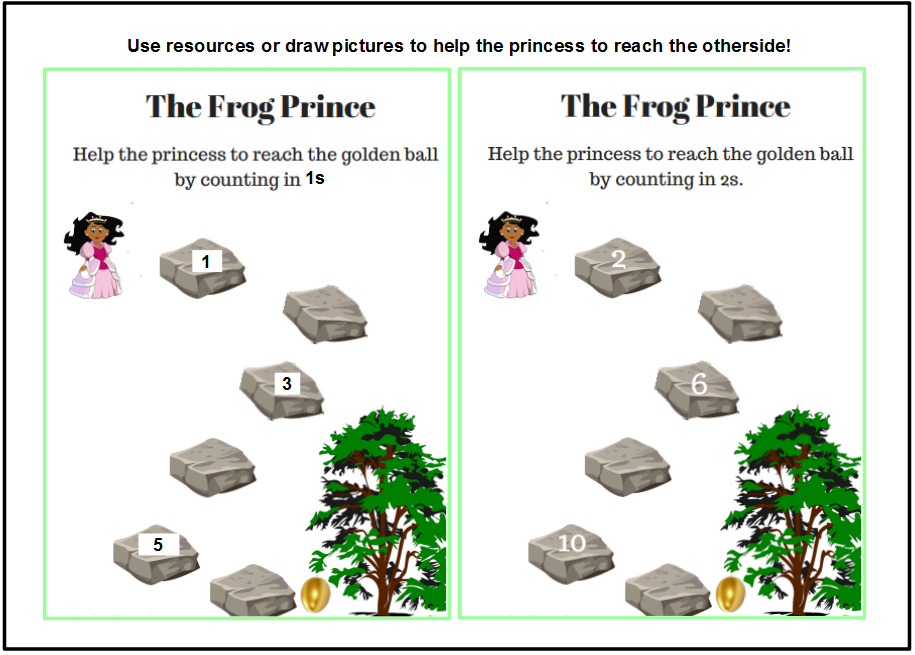 Use resources or draw pictures to help the princess to reach the otherside!
The Frog Prince
Help the princess to reach the golden ball
by counting in 1s
1
3
5
The Frog Prince
Help the princess to reach the golden ball
by counting in 2s.
2
6
10